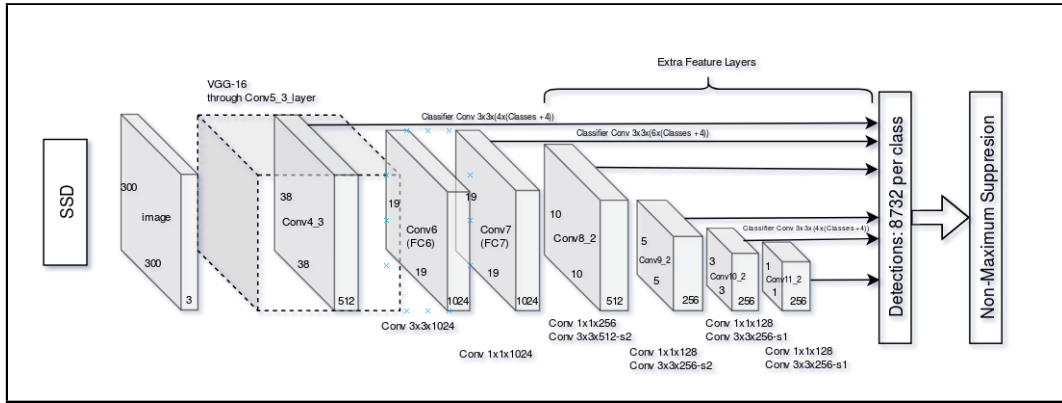 Extra Feature Layers
VGG-16
through Conv5_3_layer
Classifier Conv 3x3x(4x(Classes +4))
Classifier Conv 3x3x(6x(Classes +4))
SSD
300
image
300
3
38
Conv4_3
38
512
19
Conv6
(FC6)
19
1024
19
Conv7
(FC7)
19
1024
10
Conv8_2
10
512
5
Conv9_2
5
256
3
Conv10_2
3
256
1
Conv11_2
1
256
Classifier Conv 3x3x(4x(Classes+4))
Detections: 8732 per class
Non-Maximum Suppresion
Conv 3x3x1024
Conv 1x1x1024
Conv 1x1x256
Conv 3x3x512-s2
Conv 1x1x128
Conv 3x3x256-s2
Conv 1x1x128
Conv 3x3x256-s1
Conv 1x1x128
Conv 3x3x256-s1